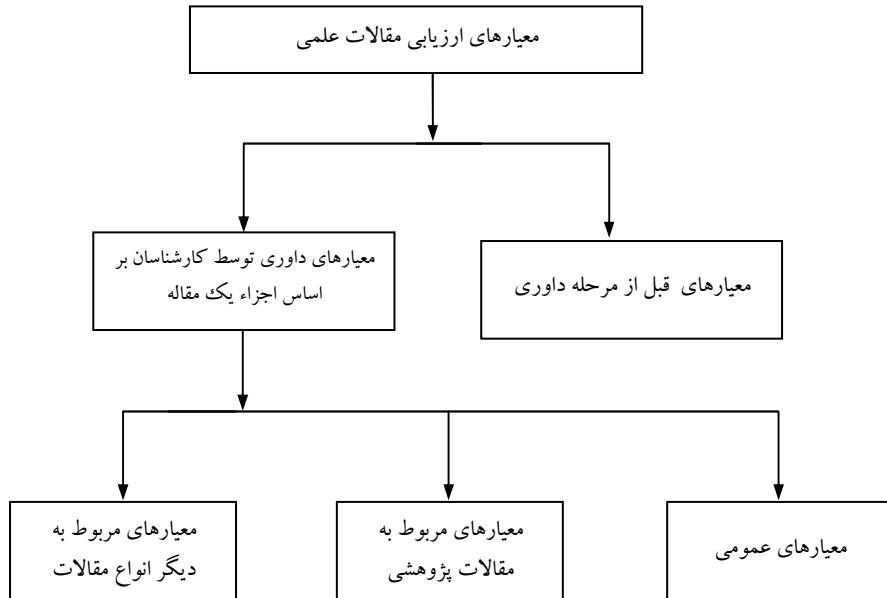 معیارهای ارزیابی مقالات علمی
معیارهای قبل از مرحله داوری
معیارهای داوری توسط کارشناسان بر
اساس اجزاء یک مقاله
معیارهای عمومی
معیارهای مربوط به
مقالات پژوهشی
معیارهای مربوط به
دیگر انواع مقالات